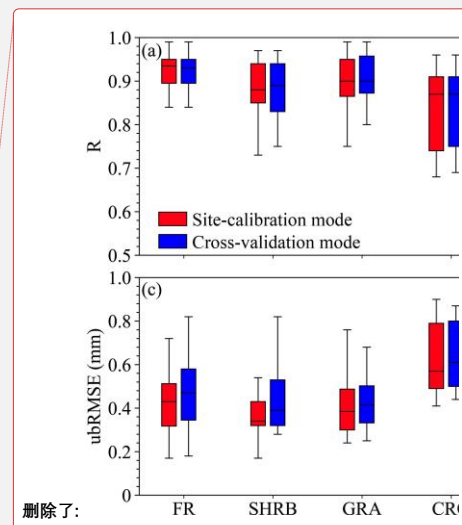 1.0
(a)
0.9
0.8
R
0.7
0.6
Site-calibration mode
Cross-validation mode
0.5
1.0
(c)
0.8
ubRMSE (mm)
0.6
0.4
0.2
0
删除了: FR SHRB GRA